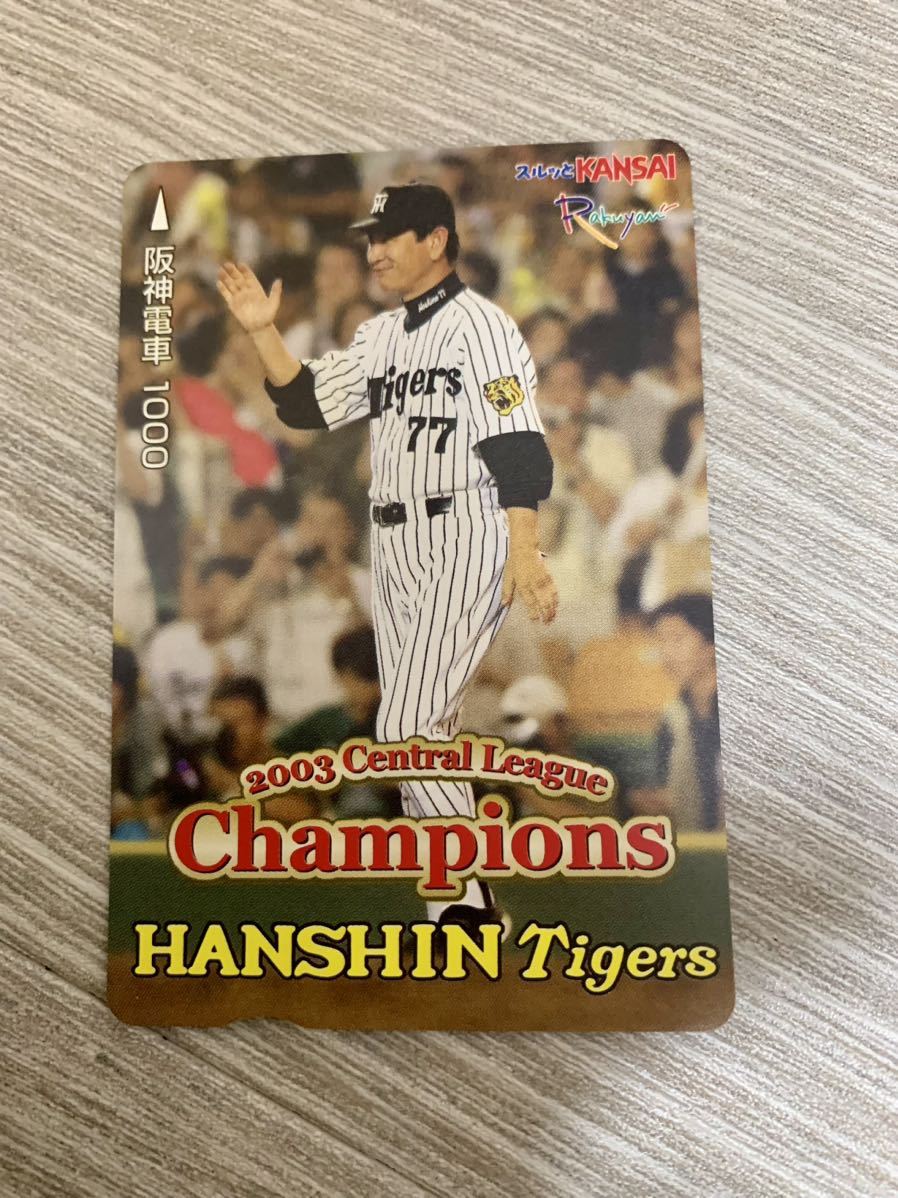 スルッとKANSAI
Rakuyan
阪神電車 1000
Tigers
77
2003 Central League
Champions
HANSHIN Tigers